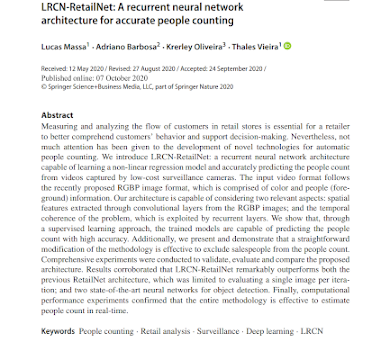 LRCN-RetailNet: A recurrent neural network
architecture for accurate people counting
Lucas Massa¹ · Adriano Barbosa² · Krerley Oliveira³ · Thales Vieira¹
Received: 12 May 2020 / Revised: 27 August 2020 / Accepted: 24 September 2020 /
Published online: 07 October 2020
© Springer Science+Business Media, LLC, part of Springer Nature 2020
Abstract
Measuring and analyzing the flow of customers in retail stores is essential for a retailer
to better comprehend customers' behavior and support decision-making. Nevertheless, not
much attention has been given to the development of novel technologies for automatic
people counting. We introduce LRCN-RetailNet: a recurrent neural network architecture
capable of learning a non-linear regression model and accurately predicting the people count
from videos captured by low-cost surveillance cameras. The input video format follows
the recently proposed RGBP image format, which is comprised of color and people (fore-
ground) information. Our architecture is capable of considering two relevant aspects: spatial
features extracted through convolutional layers from the RGBP images; and the temporal
coherence of the problem, which is exploited by recurrent layers. We show that, through
a supervised learning approach, the trained models are capable of predicting the people
count with high accuracy. Additionally, we present and demonstrate that a straightforward
modification of the methodology is effective to exclude salespeople from the people count.
Comprehensive experiments were conducted to validate, evaluate and compare the proposed
architecture. Results corroborated that LRCN-RetailNet remarkably outperforms both the
previous RetailNet architecture, which was limited to evaluating a single image per itera-
tion; and two state-of-the-art neural networks for object detection. Finally, computational
performance experiments confirmed that the entire methodology is effective to estimate
people count in real-time.
Keywords People counting · Retail analysis · Surveillance · Deep learning · LRCN